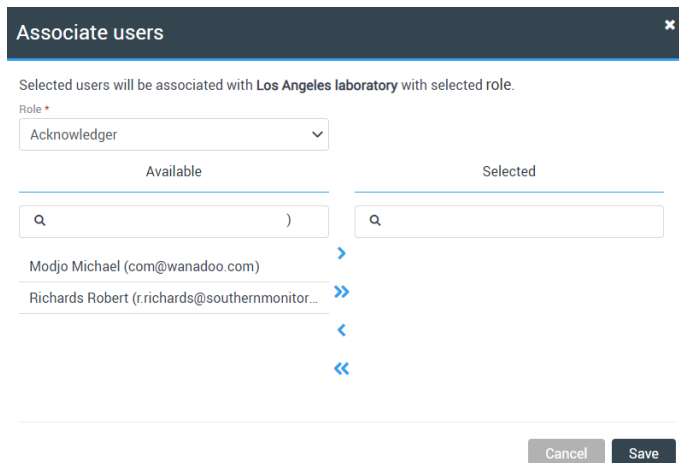 Associate users
Selected users will be associated with Los Angeles laboratory with selected role.
Role *
Acknowledger
Available
Selected
)
Modjo Michael (com@wanadoo.com)
Richards Robert (r.richards@southernmonitor...
Cancel
Save